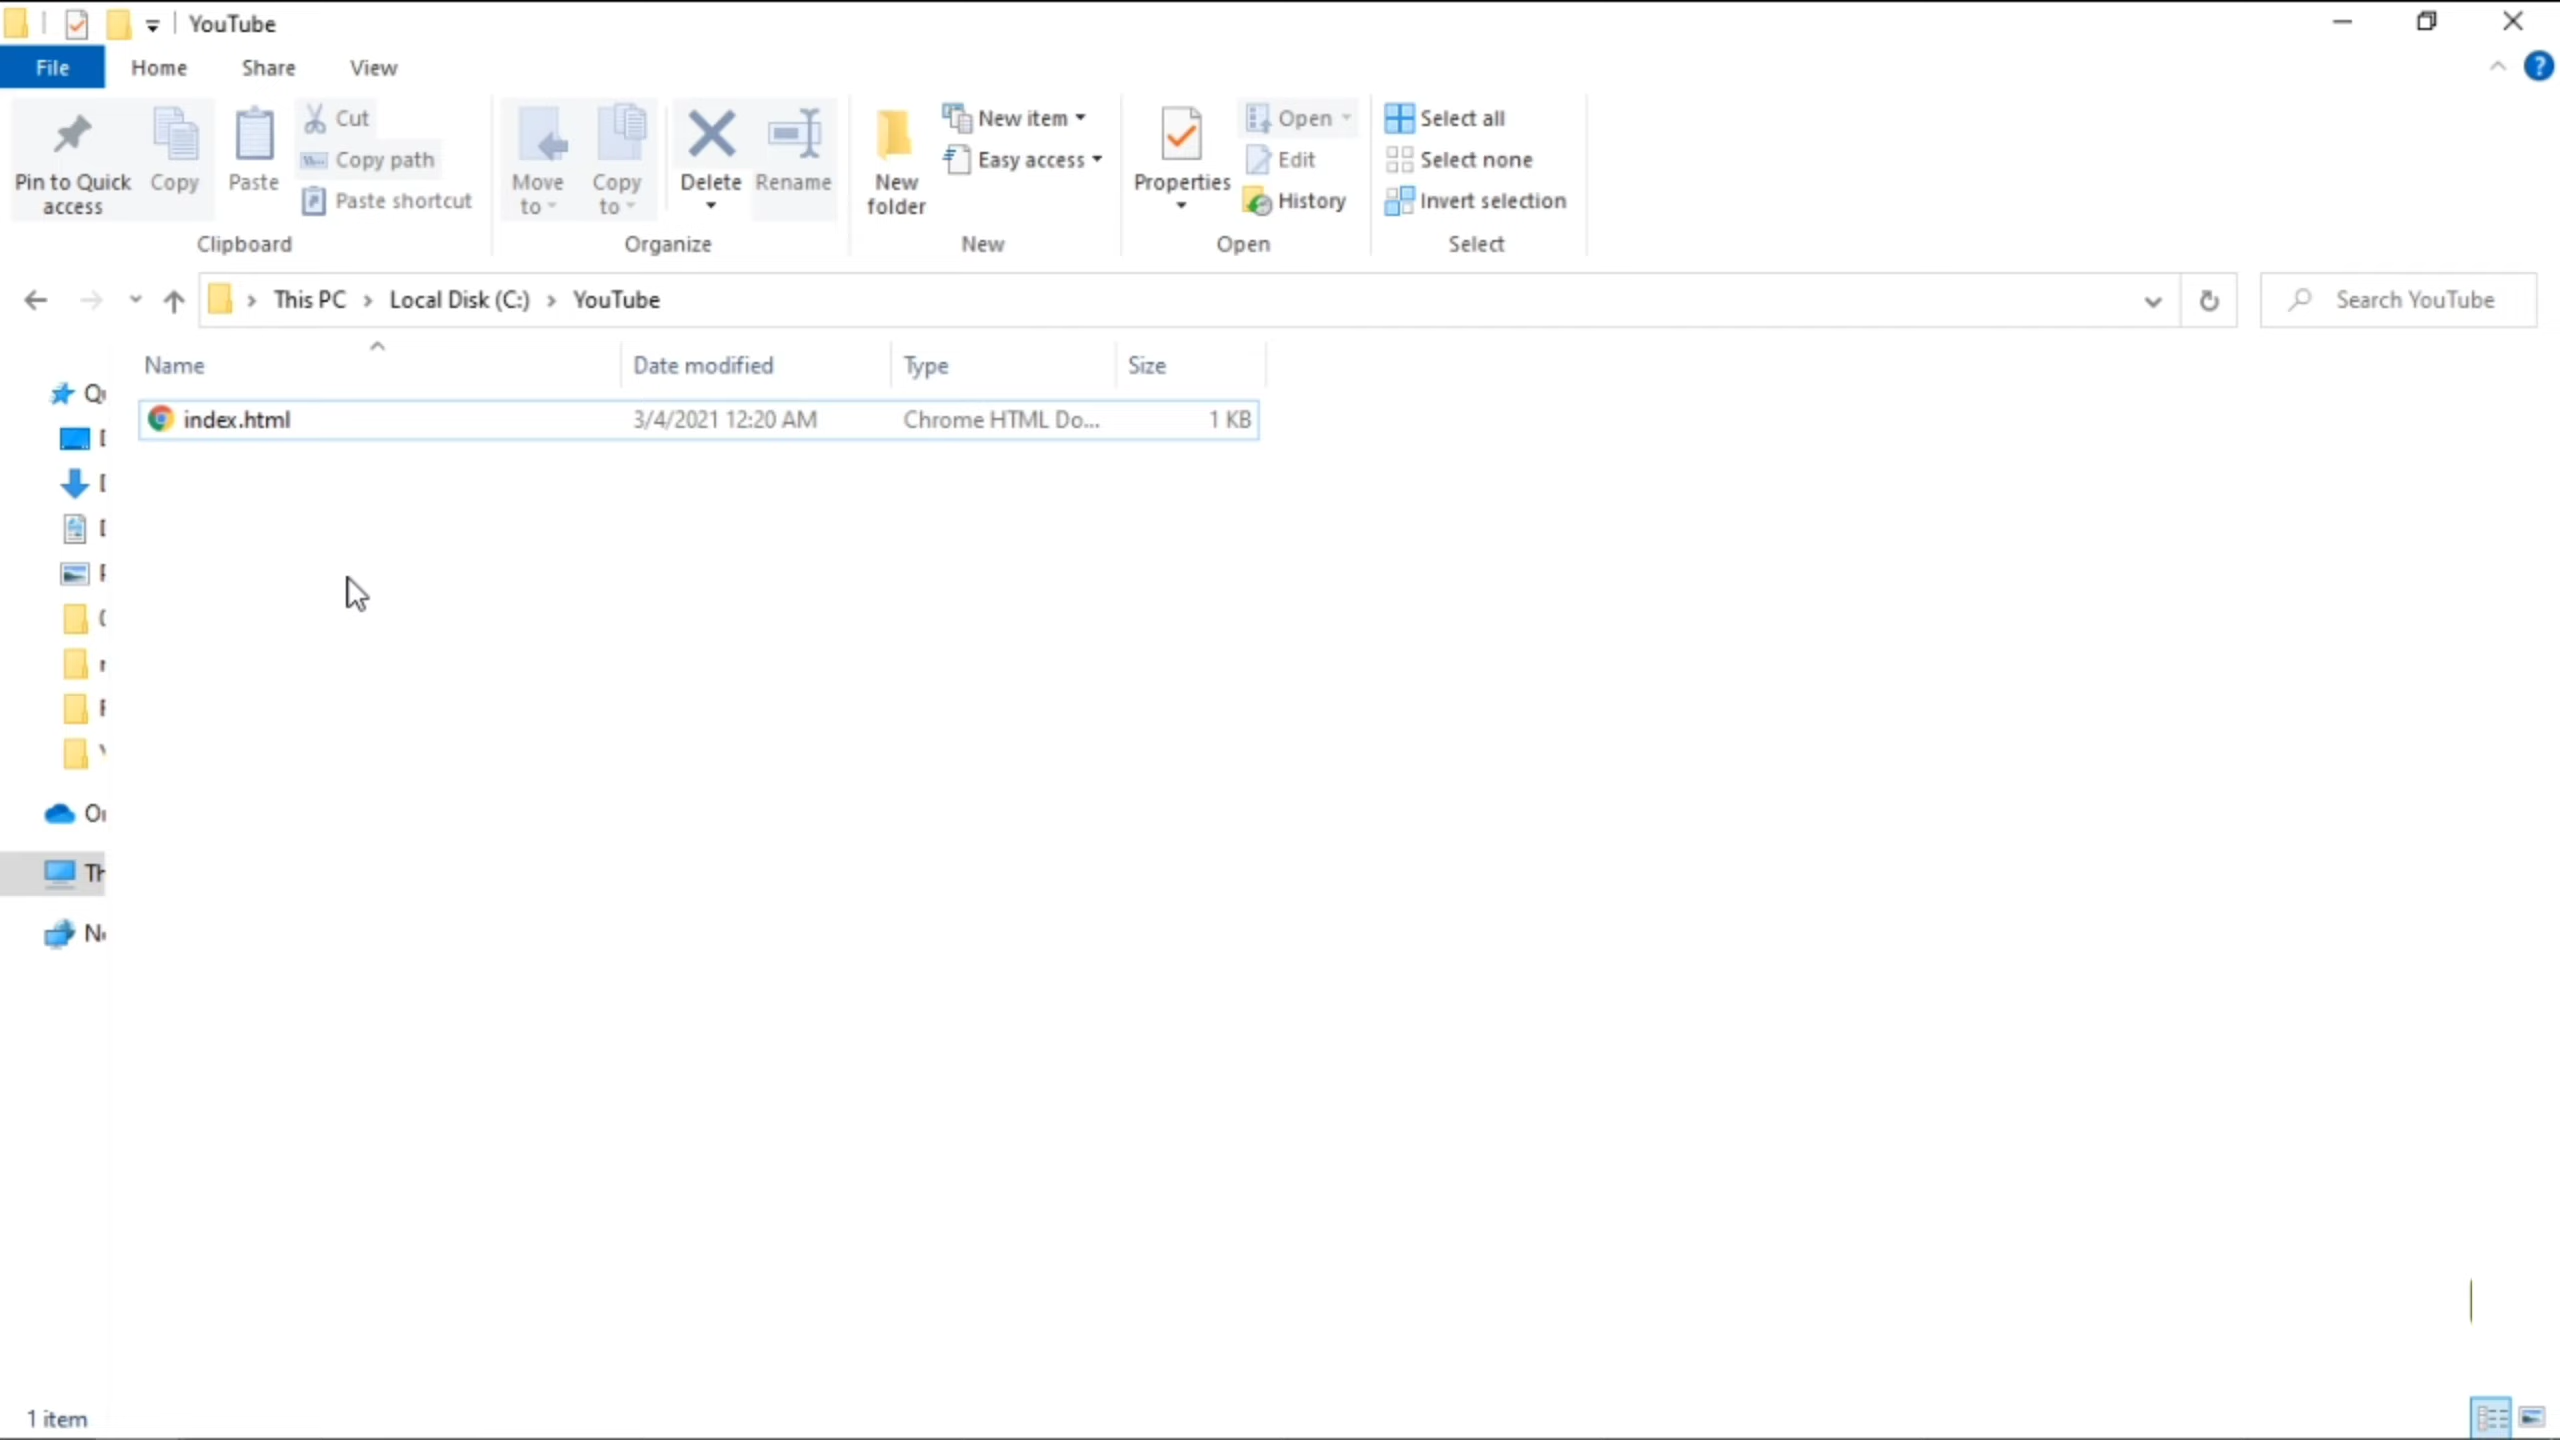 YouTube
File Home Share View
Pin to Quick access
Copy
Paste
Cut
Copy path
Paste shortcut
Clipboard
Move to
Copy to
Delete
Rename
Organize
New folder
New item
Easy access
New
Properties
Open
Edit
History
Open
Select all
Select none
Invert selection
Select
This PC > Local Disk (C:) > YouTube
Search YouTube
Name Date modified Type Size
index.html 3/4/2021 12:20 AM Chrome HTML Do... 1 KB
1 item